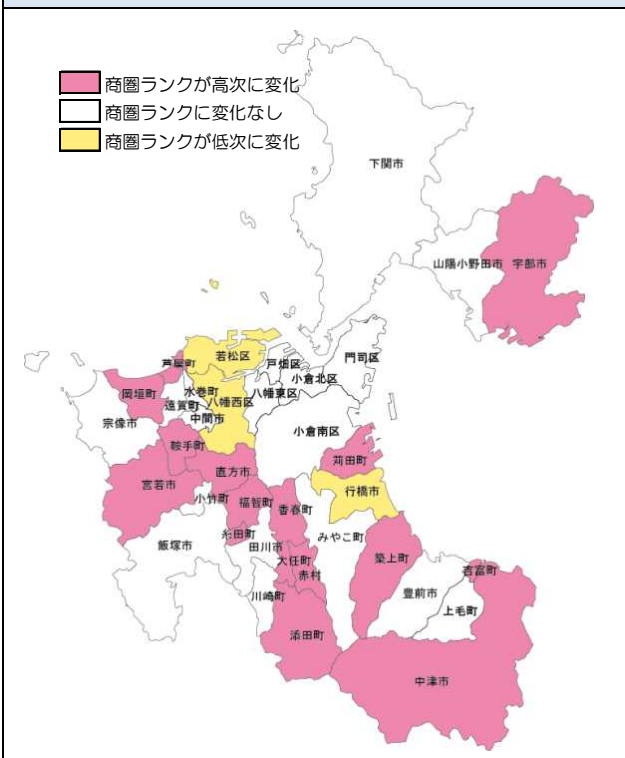 商圏ランクが高次に変化
商圏ランクに変化なし
商圏ランクが低次に変化
下関市
山陽小野田市
宇部市
門司区
戸畑区
若松区
小倉北区
芦屋町
岡垣町
水巻町
八幡東区
遠賀町
八幡西区
中間市
宗像市
小倉南区
鞍手町
苅田町
直方市
宮若市
行橋市
小竹町
福智町
香春町
糸田町
みやこ町
飯塚市
田川市
大任町
赤村
築上町
吉富町
豊前市
川崎町
上毛町
添田町
中津市